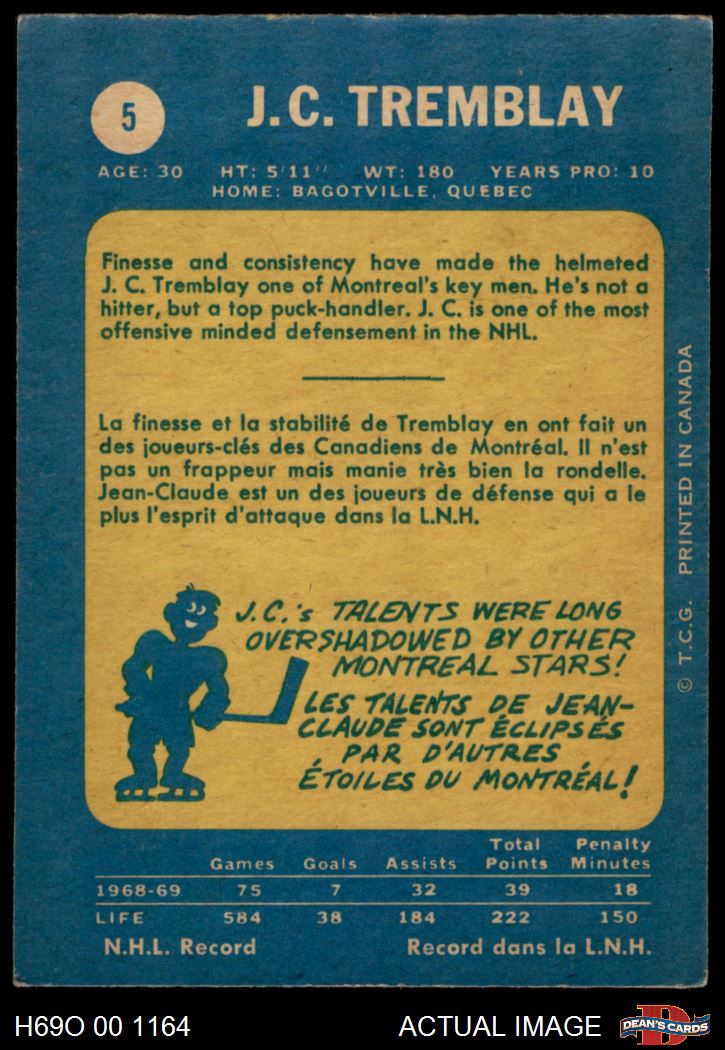 5
J.C. TREMBLAY
AGE: 30 HT: 5'11" WT: 180 YEARS PRO: 10
HOME: BAGOTVILLE, QUEBEC
Finesse and consistency have made the helmeted
J. C. Tremblay one of Montreal's key men. He's not a
hitter, but a top puck-handler. J. C. is one of the most
offensive minded defensement in the NHL.
La finesse et la stabilité de Tremblay en ont fait un
des joueurs-clés des Canadiens de Montréal. Il n'est
pas un frappeur mais manie très bien la rondelle.
Jean-Claude est un des joueurs de défense qui a le
plus l'esprit d'attaque dans la L.N.H.
J.C.'s TALENTS WERE LONG
OVERSHADOWED BY OTHER
MONTREAL STARS!
LES TALENTS DE JEAN-
CLAUDE SONT ÉCLIPSÉS
PAR D'AUTRES
ÉTOILES DU MONTRÉAL!
© T.C.G. PRINTED IN CANADA
Games Goals Assists Total Points Penalty Minutes
1968-69 75 7 32 39 18
LIFE 584 38 184 222 150
N.H.L. Record Record dans la L.N.H.
H69O 00 1164 ACTUAL IMAGE D DEAN'S CARDS